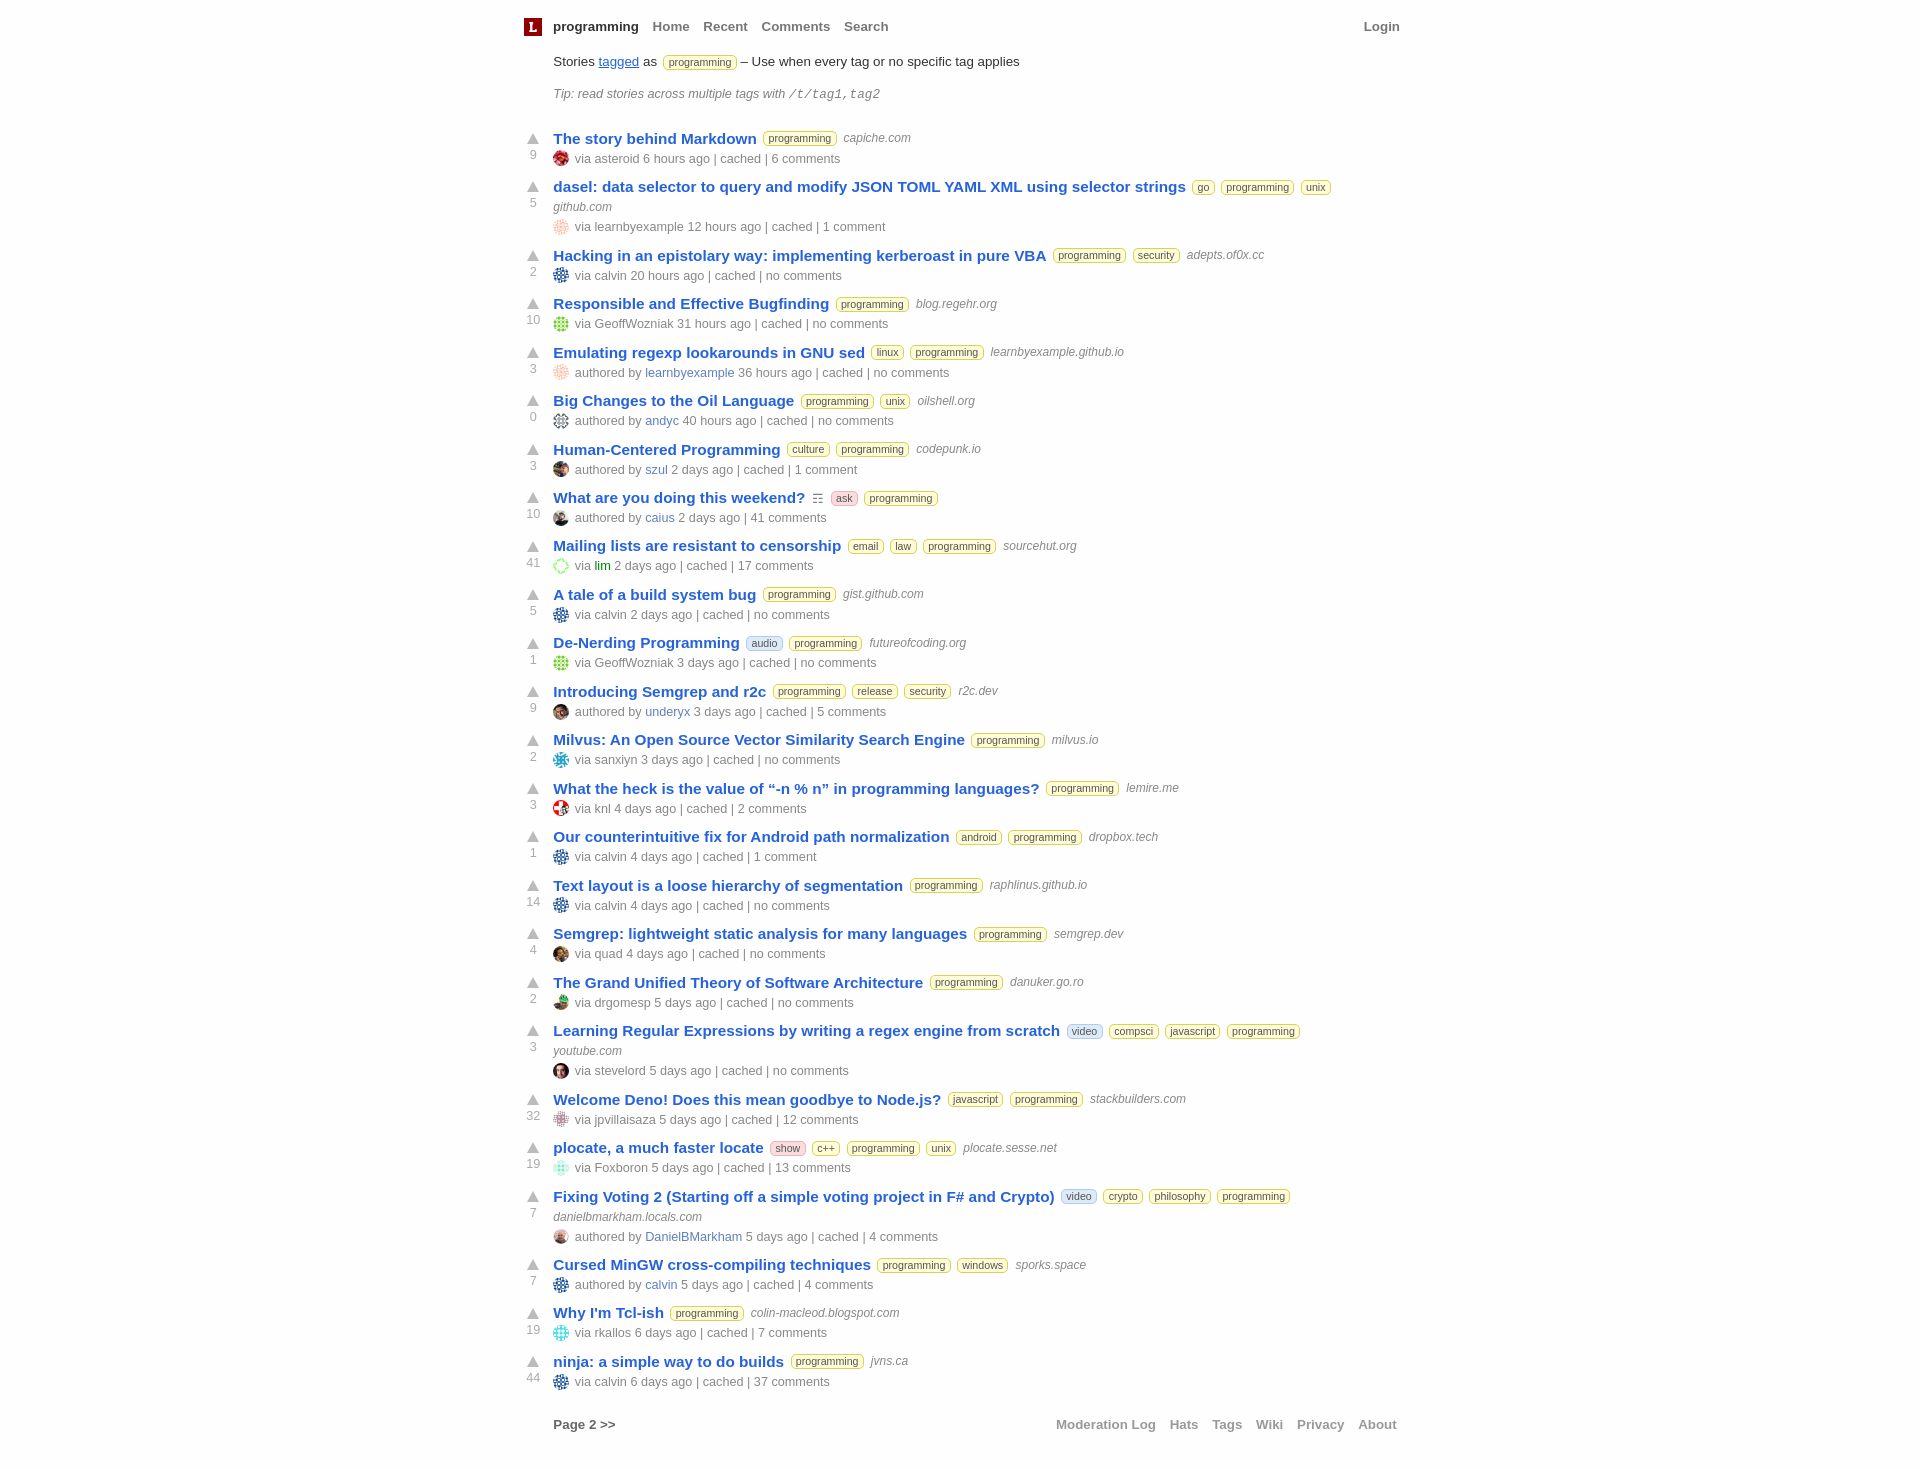 L programming Home Recent Comments Search Login
Stories tagged as programming – Use when every tag or no specific tag applies
Tip: read stories across multiple tags with /t/tag1,tag2
The story behind Markdown programming capiche.com
9 via asteroid 6 hours ago | cached | 6 comments
dasel: data selector to query and modify JSON TOML YAML XML using selector strings go programming unix
5 github.com
via learnbyexample 12 hours ago | cached | 1 comment
Hacking in an epistolary way: implementing kerberoast in pure VBA programming security adepts.of0x.cc
2 via calvin 20 hours ago | cached | no comments
Responsible and Effective Bugfinding programming blog.regehr.org
10 via GeoffWozniak 31 hours ago | cached | no comments
Emulating regexp lookarounds in GNU sed linux programming learnbyexample.github.io
3 authored by learnbyexample 36 hours ago | cached | no comments
Big Changes to the Oil Language programming unix oilshell.org
0 authored by andyc 40 hours ago | cached | no comments
Human-Centered Programming culture programming codepunk.io
3 authored by szul 2 days ago | cached | 1 comment
What are you doing this weekend? ☶ ask programming
10 authored by caius 2 days ago | 41 comments
Mailing lists are resistant to censorship email law programming sourcehut.org
41 via lim 2 days ago | cached | 17 comments
A tale of a build system bug programming gist.github.com
5 via calvin 2 days ago | cached | no comments
De-Nerding Programming audio programming futureofcoding.org
1 via GeoffWozniak 3 days ago | cached | no comments
Introducing Semgrep and r2c programming release security r2c.dev
9 authored by underyx 3 days ago | cached | 5 comments
Milvus: An Open Source Vector Similarity Search Engine programming milvus.io
2 via sanxiyn 3 days ago | cached | no comments
What the heck is the value of “-n % n” in programming languages? programming lemire.me
3 via knl 4 days ago | cached | 2 comments
Our counterintuitive fix for Android path normalization android programming dropbox.tech
1 via calvin 4 days ago | cached | 1 comment
Text layout is a loose hierarchy of segmentation programming raphlinus.github.io
14 via calvin 4 days ago | cached | no comments
Semgrep: lightweight static analysis for many languages programming semgrep.dev
4 via quad 4 days ago | cached | no comments
The Grand Unified Theory of Software Architecture programming danuker.go.ro
2 via drgomesp 5 days ago | cached | no comments
Learning Regular Expressions by writing a regex engine from scratch video compsci javascript programming
3 youtube.com
via stevelord 5 days ago | cached | no comments
Welcome Deno! Does this mean goodbye to Node.js? javascript programming stackbuilders.com
32 via jpvillaisaza 5 days ago | cached | 12 comments
plocate, a much faster locate show c++ programming unix plocate.sesse.net
19 via Foxboron 5 days ago | cached | 13 comments
Fixing Voting 2 (Starting off a simple voting project in F# and Crypto) video crypto philosophy programming
7 danielbmarkham.locals.com
authored by DanielBMarkham 5 days ago | cached | 4 comments
Cursed MinGW cross-compiling techniques programming windows sporks.space
7 authored by calvin 5 days ago | cached | 4 comments
Why I'm Tcl-ish programming colin-macleod.blogspot.com
19 via rkallos 6 days ago | cached | 7 comments
ninja: a simple way to do builds programming jvns.ca
44 via calvin 6 days ago | cached | 37 comments
Page 2 >> Moderation Log Hats Tags Wiki Privacy About